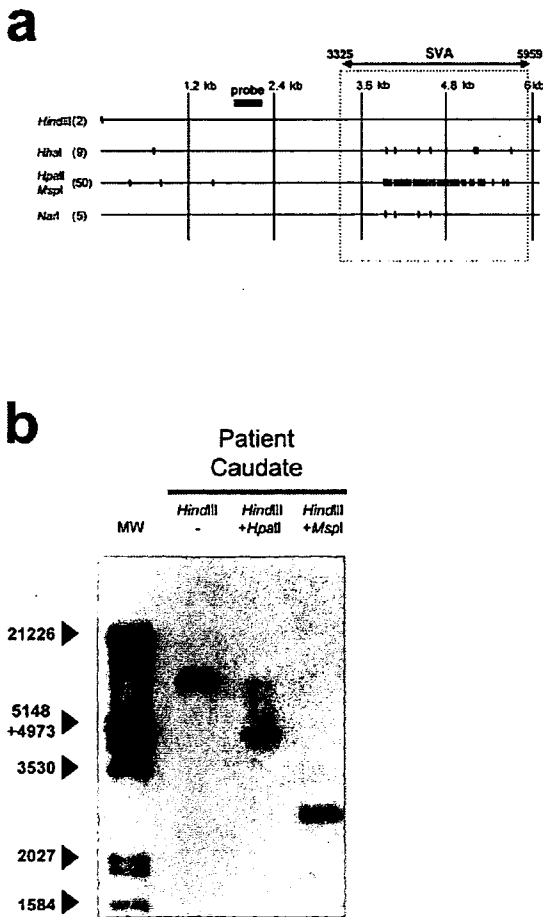 a
3325 SVA 5959
1.2 kb 2.4 kb 3.6 kb 4.8 kb 6kb
probe
HindIII(2)
HhaI (9)
HpaII
MspI (50)
NarI (5)
b
Patient
Caudate
MW HindIII HindIII HindIII
- +HpaII +MspI
21226
5148
+4973
3530
2027
1584